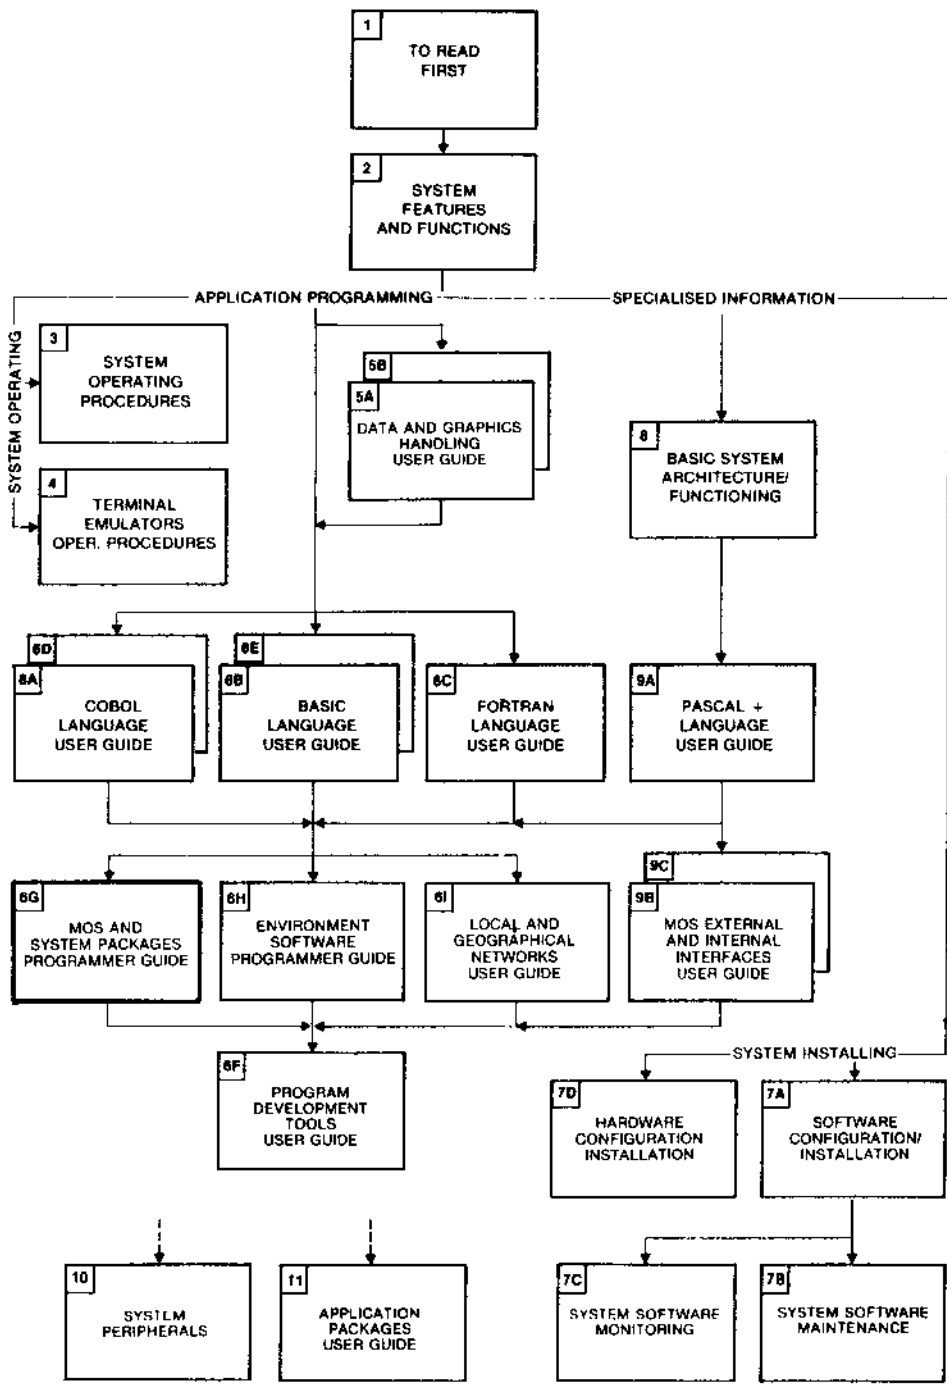 1
TO READ
FIRST
2
SYSTEM
FEATURES
AND FUNCTIONS
APPLICATION PROGRAMMING
SPECIALISED INFORMATION
SYSTEM OPERATING
3
SYSTEM
OPERATING
PROCEDURES
4
TERMINAL
EMULATORS
OPER. PROCEDURES
5B
5A
DATA AND GRAPHICS
HANDLING
USER GUIDE
8
BASIC SYSTEM
ARCHITECTURE/
FUNCTIONING
6D
6A
COBOL
LANGUAGE
USER GUIDE
6E
6B
BASIC
LANGUAGE
USER GUIDE
6C
FORTRAN
LANGUAGE
USER GUIDE
9A
PASCAL +
LANGUAGE
USER GUIDE
6G
MOS AND
SYSTEM PACKAGES
PROGRAMMER GUIDE
6H
ENVIRONMENT
SOFTWARE
PROGRAMMER GUIDE
6I
LOCAL AND
GEOGRAPHICAL
NETWORKS
USER GUIDE
9C
9B
MOS EXTERNAL
AND INTERNAL
INTERFACES
USER GUIDE
6F
PROGRAM
DEVELOPMENT
TOOLS
USER GUIDE
SYSTEM INSTALLING
7D
HARDWARE
CONFIGURATION
INSTALLATION
7A
SOFTWARE
CONFIGURATION/
INSTALLATION
10
SYSTEM
PERIPHERALS
11
APPLICATION
PACKAGES
USER GUIDE
7C
SYSTEM SOFTWARE
MONITORING
7B
SYSTEM SOFTWARE
MAINTENANCE